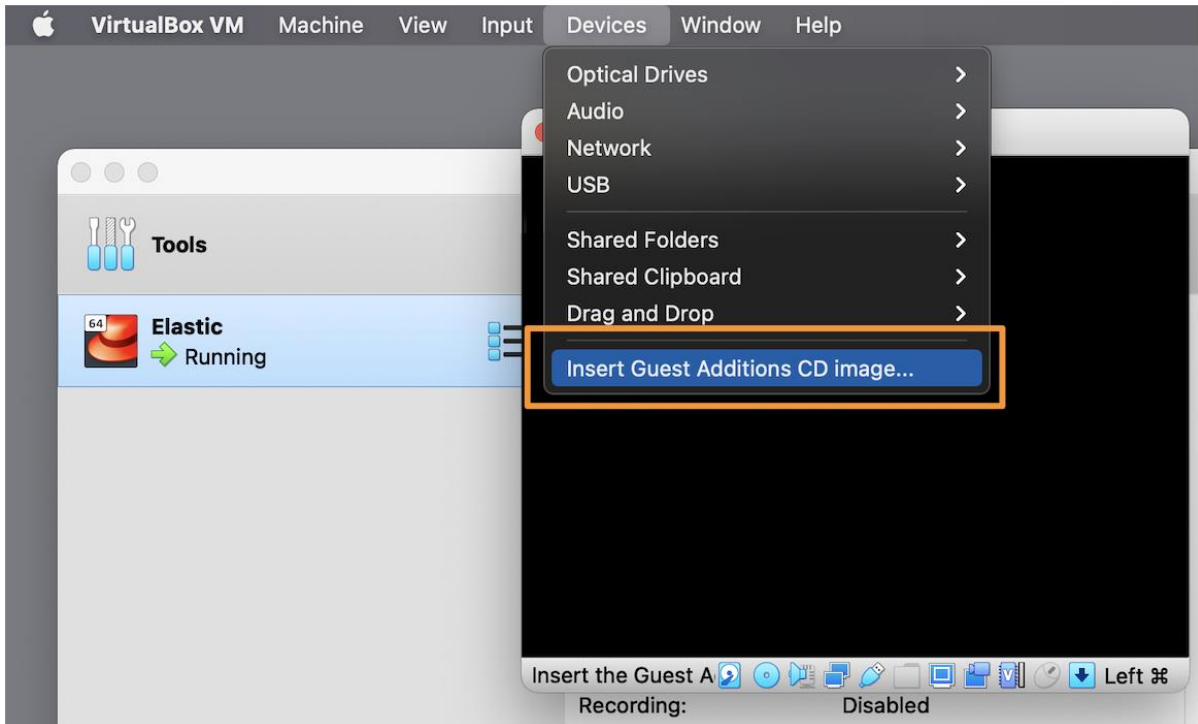 VirtualBox VM Machine View Input Devices Window Help
Optical Drives
Audio
Network
USB
Shared Folders
Shared Clipboard
Drag and Drop
Insert Guest Additions CD image...
Tools
64
Elastic
Running
Insert the Guest A
Left ⌘
Recording: Disabled